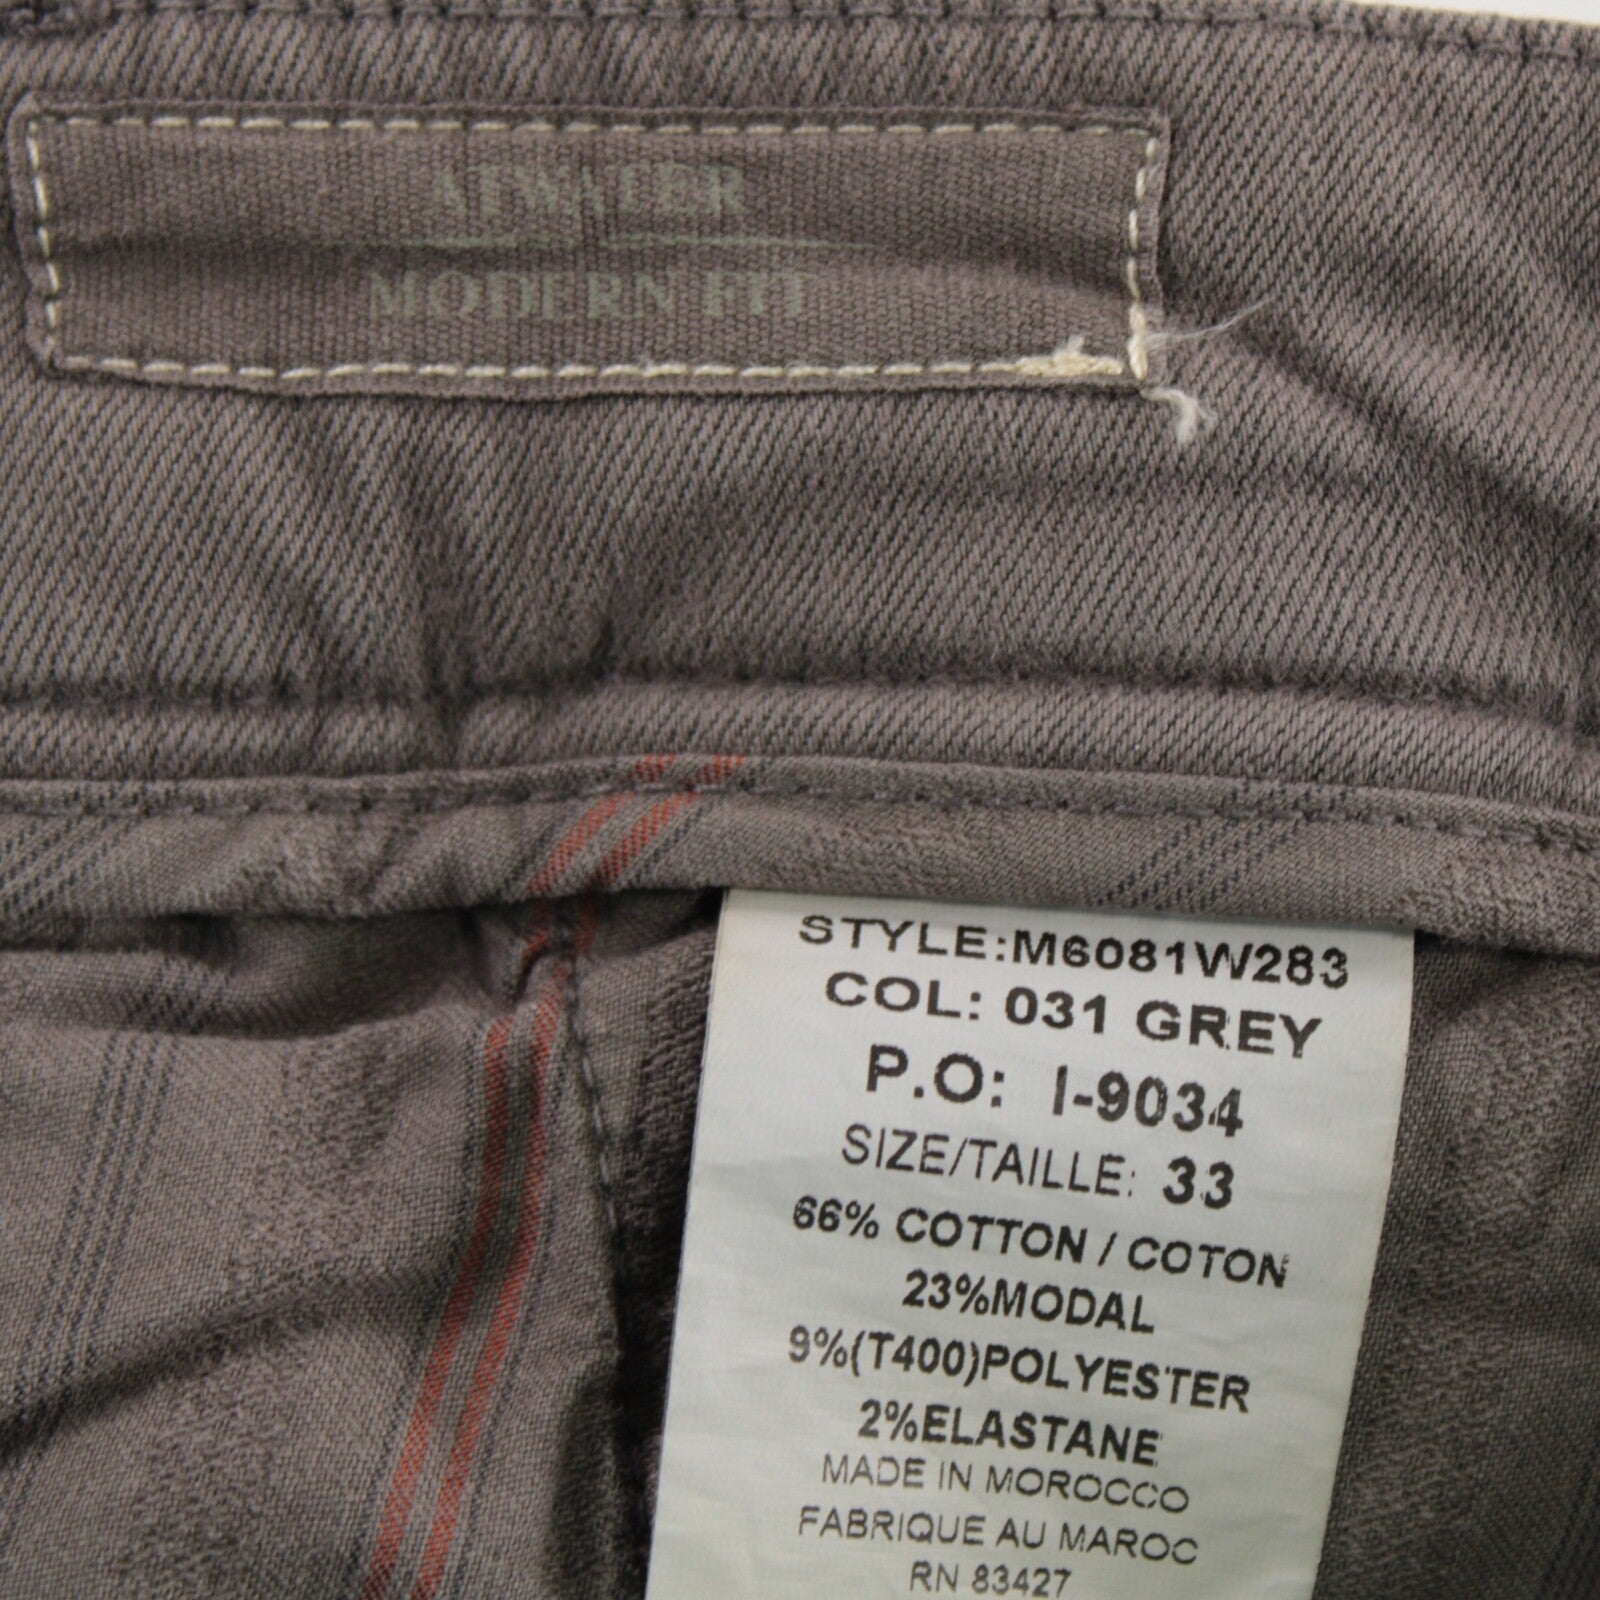 ATWATER
MODERN FIT
STYLE:M6081W283
COL: 031 GREY
P.O: I-9034
SIZE/TAILLE: 33
66% COTTON / COTON
23%MODAL
9%(T400)POLYESTER
2%ELASTANE
MADE IN MOROCCO
FABRIQUE AU MAROC
RN 83427